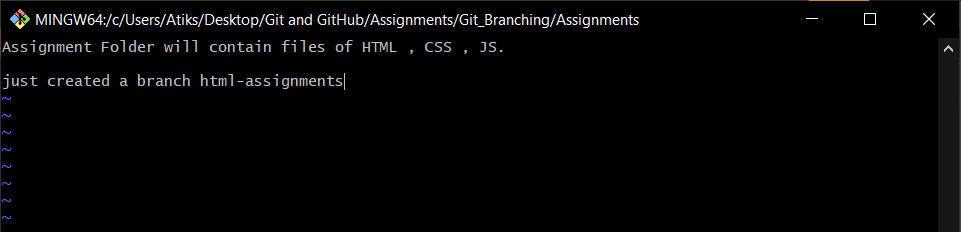 MINGW64:/c/Users/Atiks/Desktop/Git and GitHub/Assignments/Git_Branching/Assignments
Assignment Folder will contain files of HTML , CSS , JS.
just created a branch html-assignments
~
~
~
~
~
~
~
~